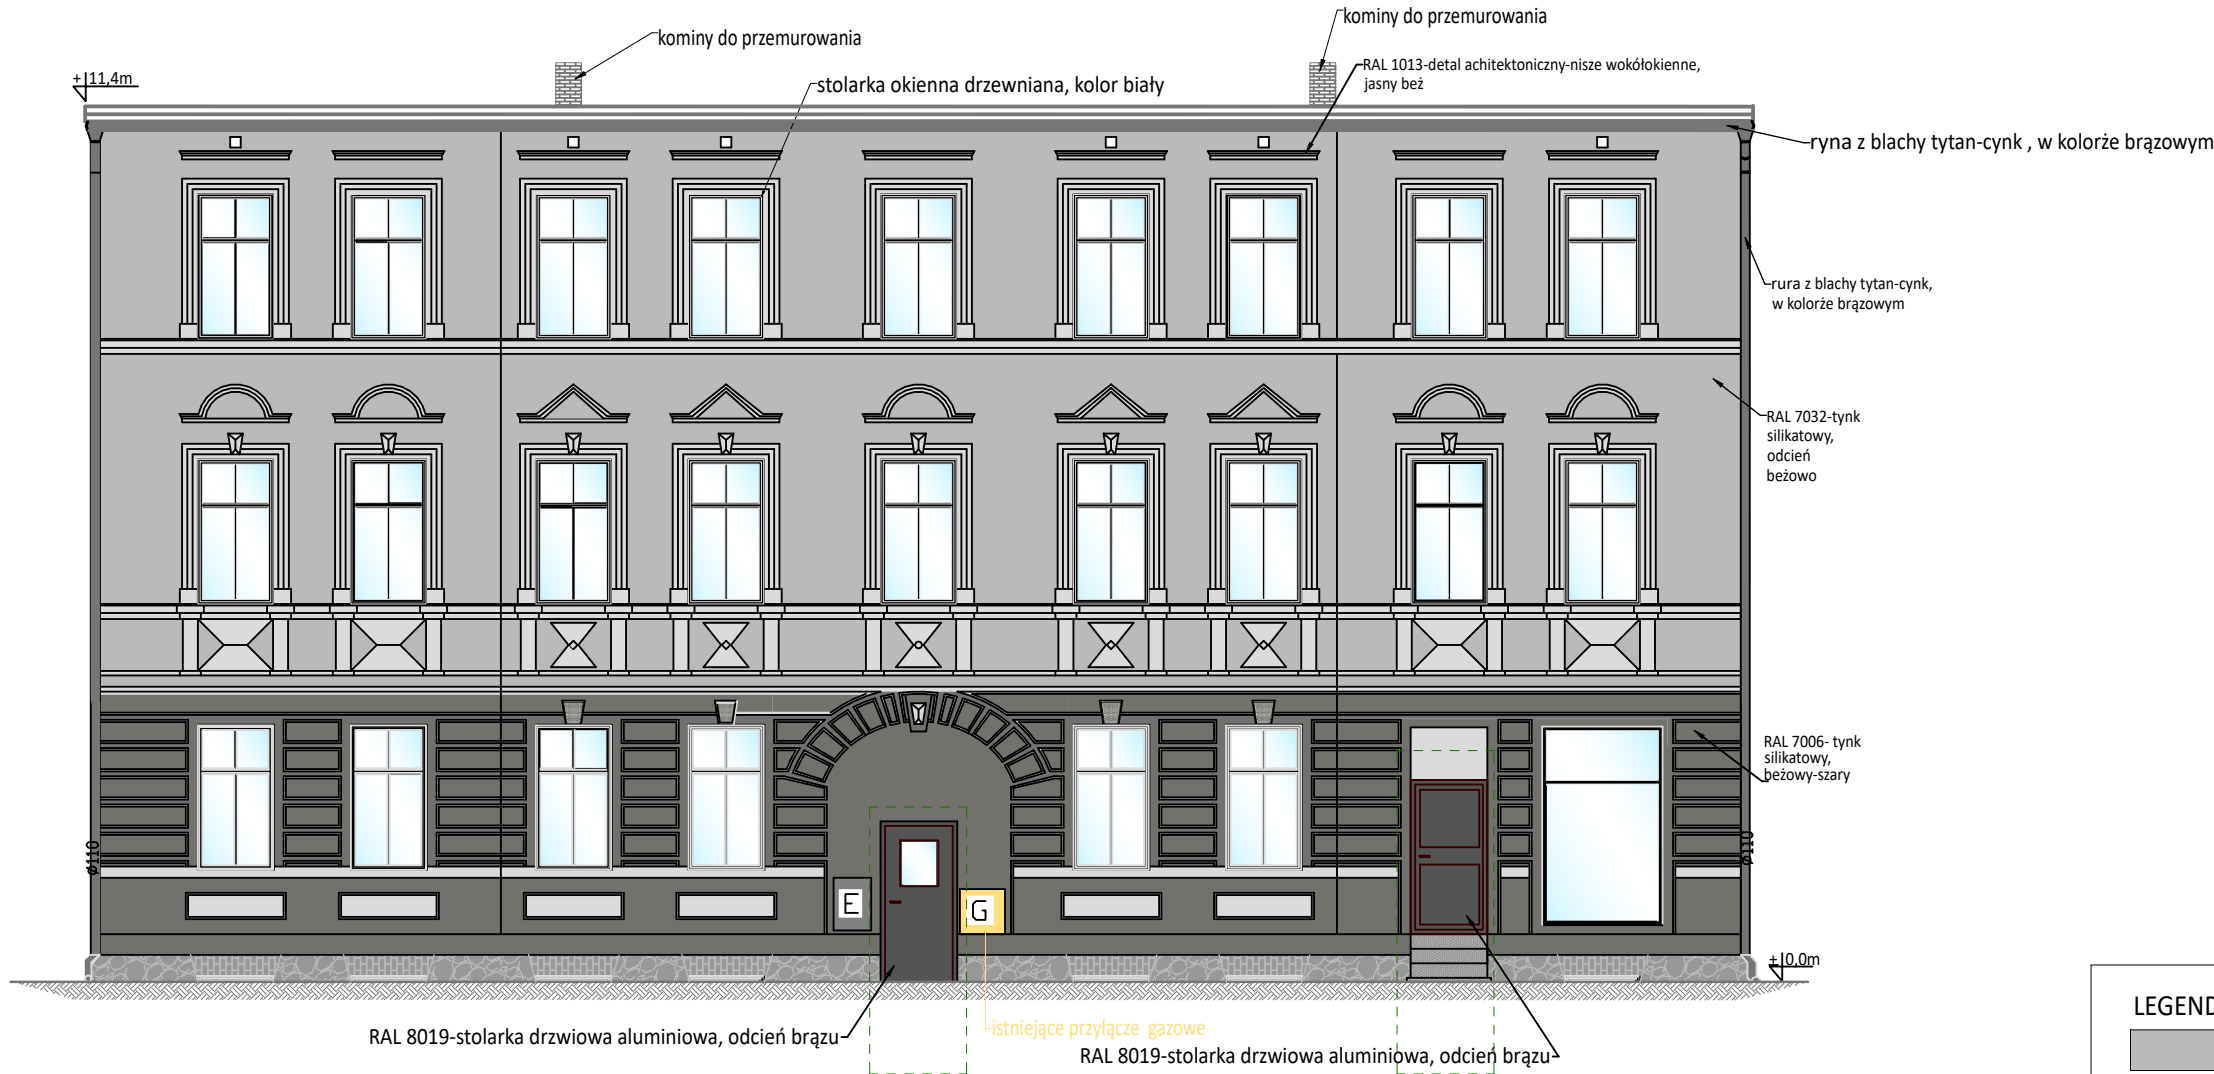 kominy do przemurowania
kominy do przemurowania
+11,4m
stolarka okienna drzewniana, kolor biały
RAL 1013-detal achitektoniczny-nisze wokółokienne,
jasny beż
ryna z blachy tytan-cynk , w kolorże brązowym
rura z blachy tytan-cynk,
w kolorże brązowym
RAL 7032-tynk
silikatowy,
odcień
beżowo
RAL 7006- tynk
silikatowy,
beżowy-szary
ø110
ø110
E
G
+0,0m
LEGEND
istniejące przyłącze gazowe
RAL 8019-stolarka drzwiowa aluminiowa, odcień brązu
RAL 8019-stolarka drzwiowa aluminiowa, odcień brązu